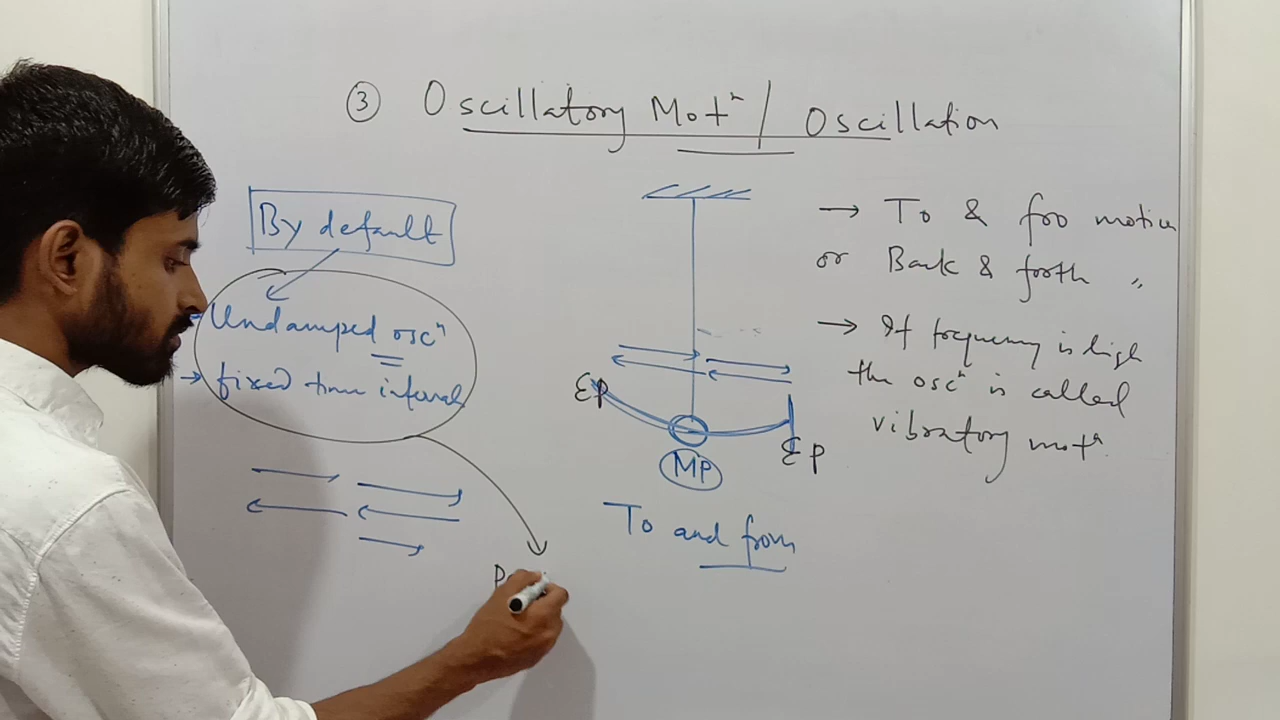 ③ Oscillatory Motⁿ / Oscillation
By default
Undamped oscⁿ
→ fixed time interval
EP
MP
EP
To and from
→ To & fro motion
or Back & forth "
→ If frequency is high
the oscⁿ is called
vibratory motⁿ.
P